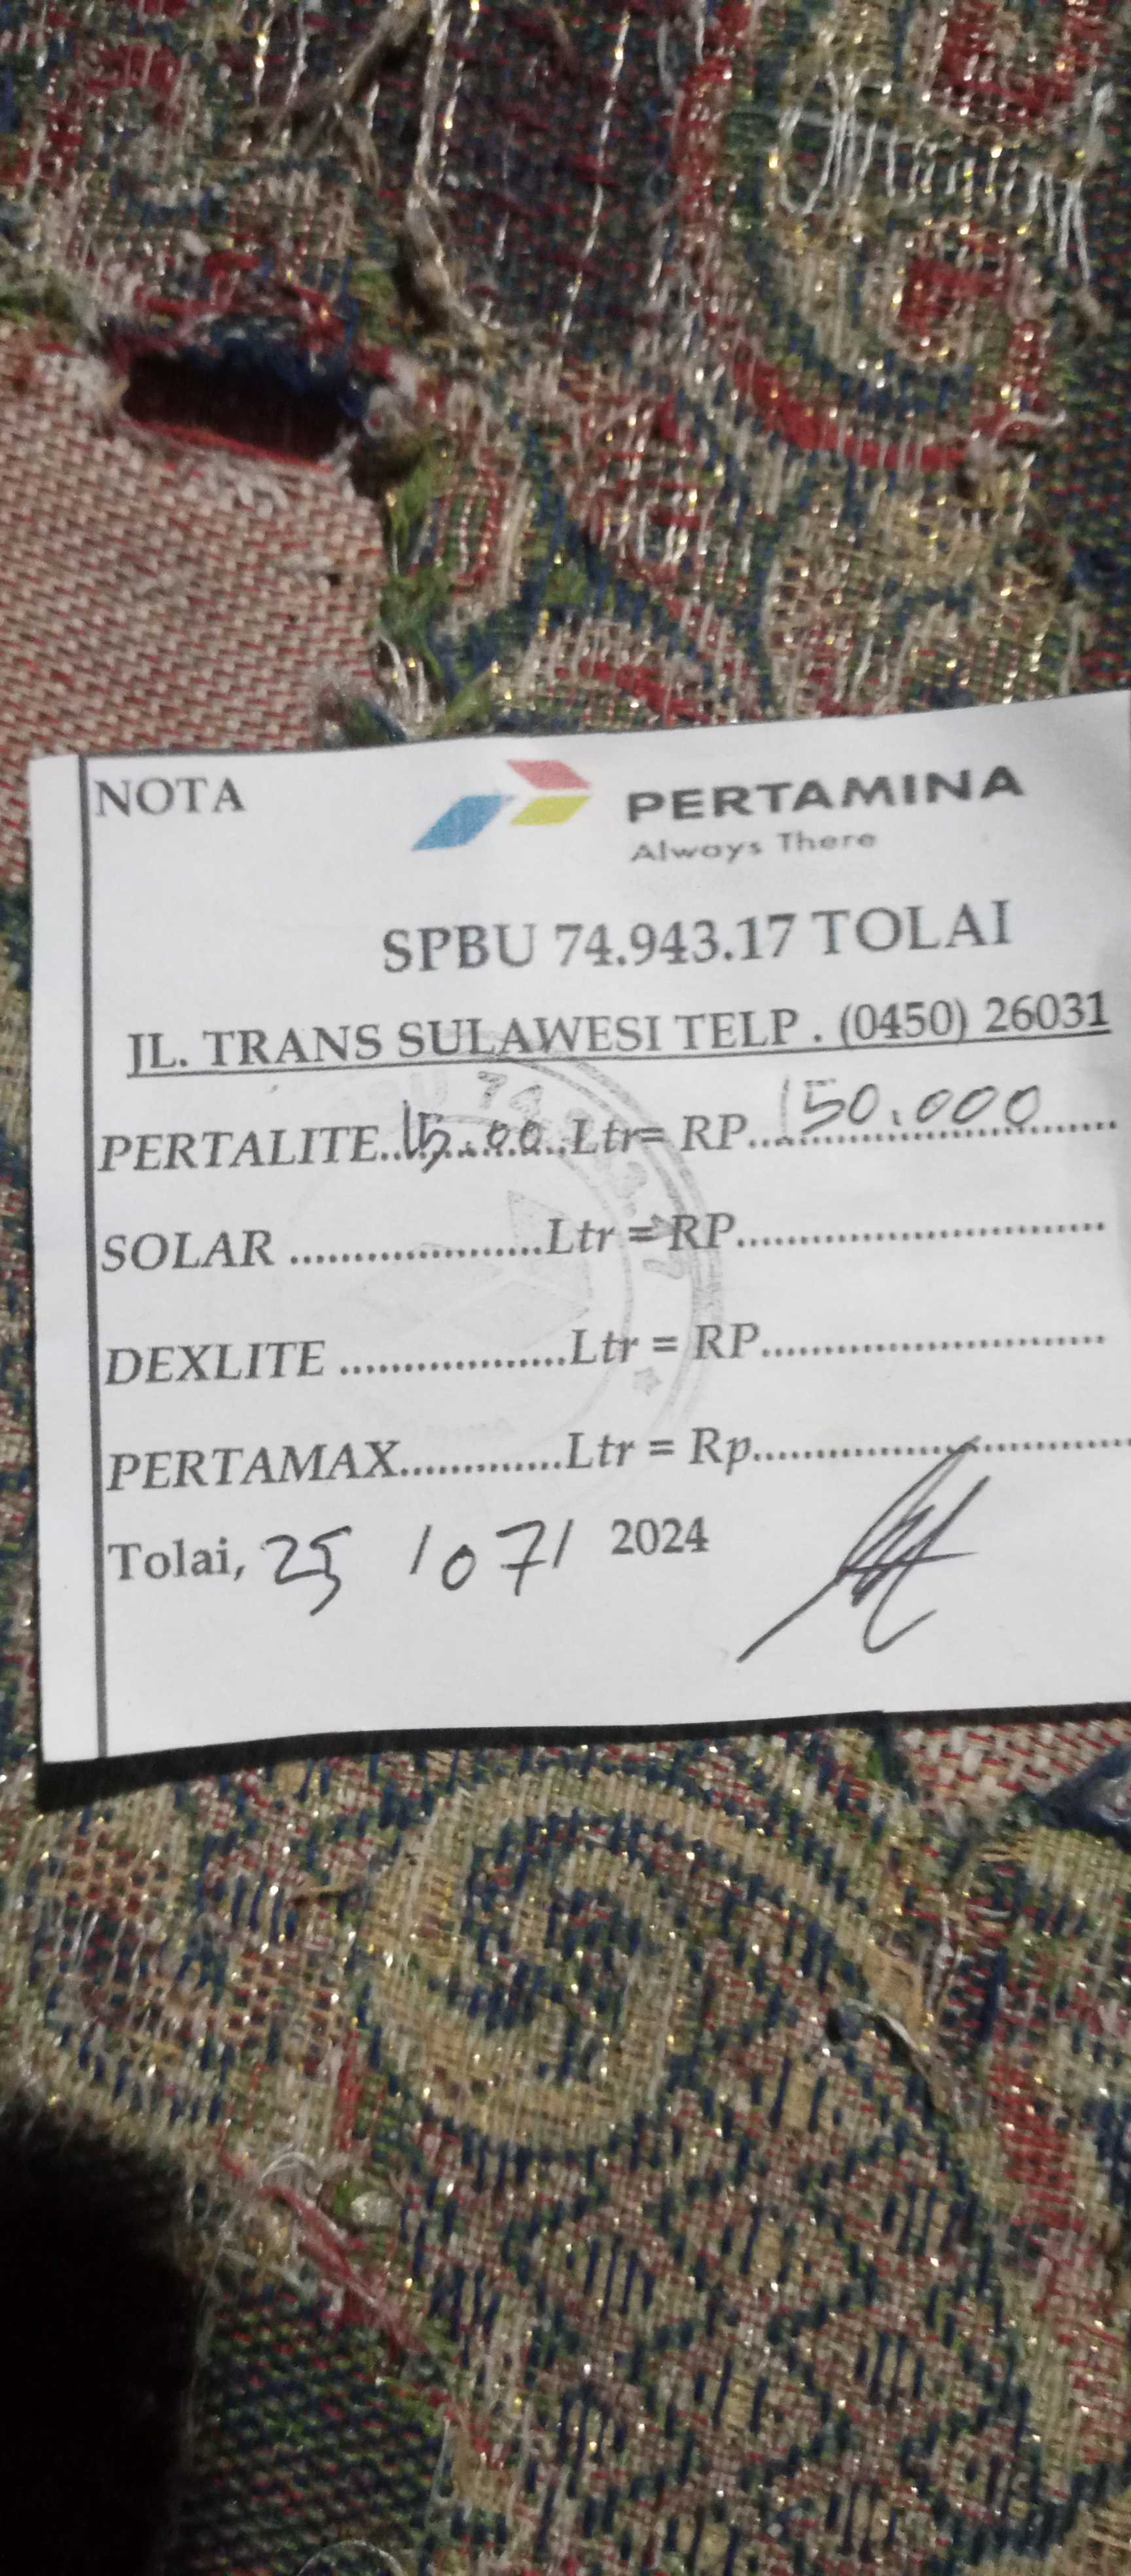 NOTA
PERTAMINA
Always There
SPBU 74.943.17 TOLAI
JL. TRANS SULAWESI TELP . (0450) 26031
PERTALITE..15.00..Ltr= RP..150.000..........
SOLAR ....................Ltr = RP.............................
DEXLITE ..................Ltr = RP...........................
PERTAMAX.............Ltr = Rp..............................
Tolai, 25 / 07 / 2024